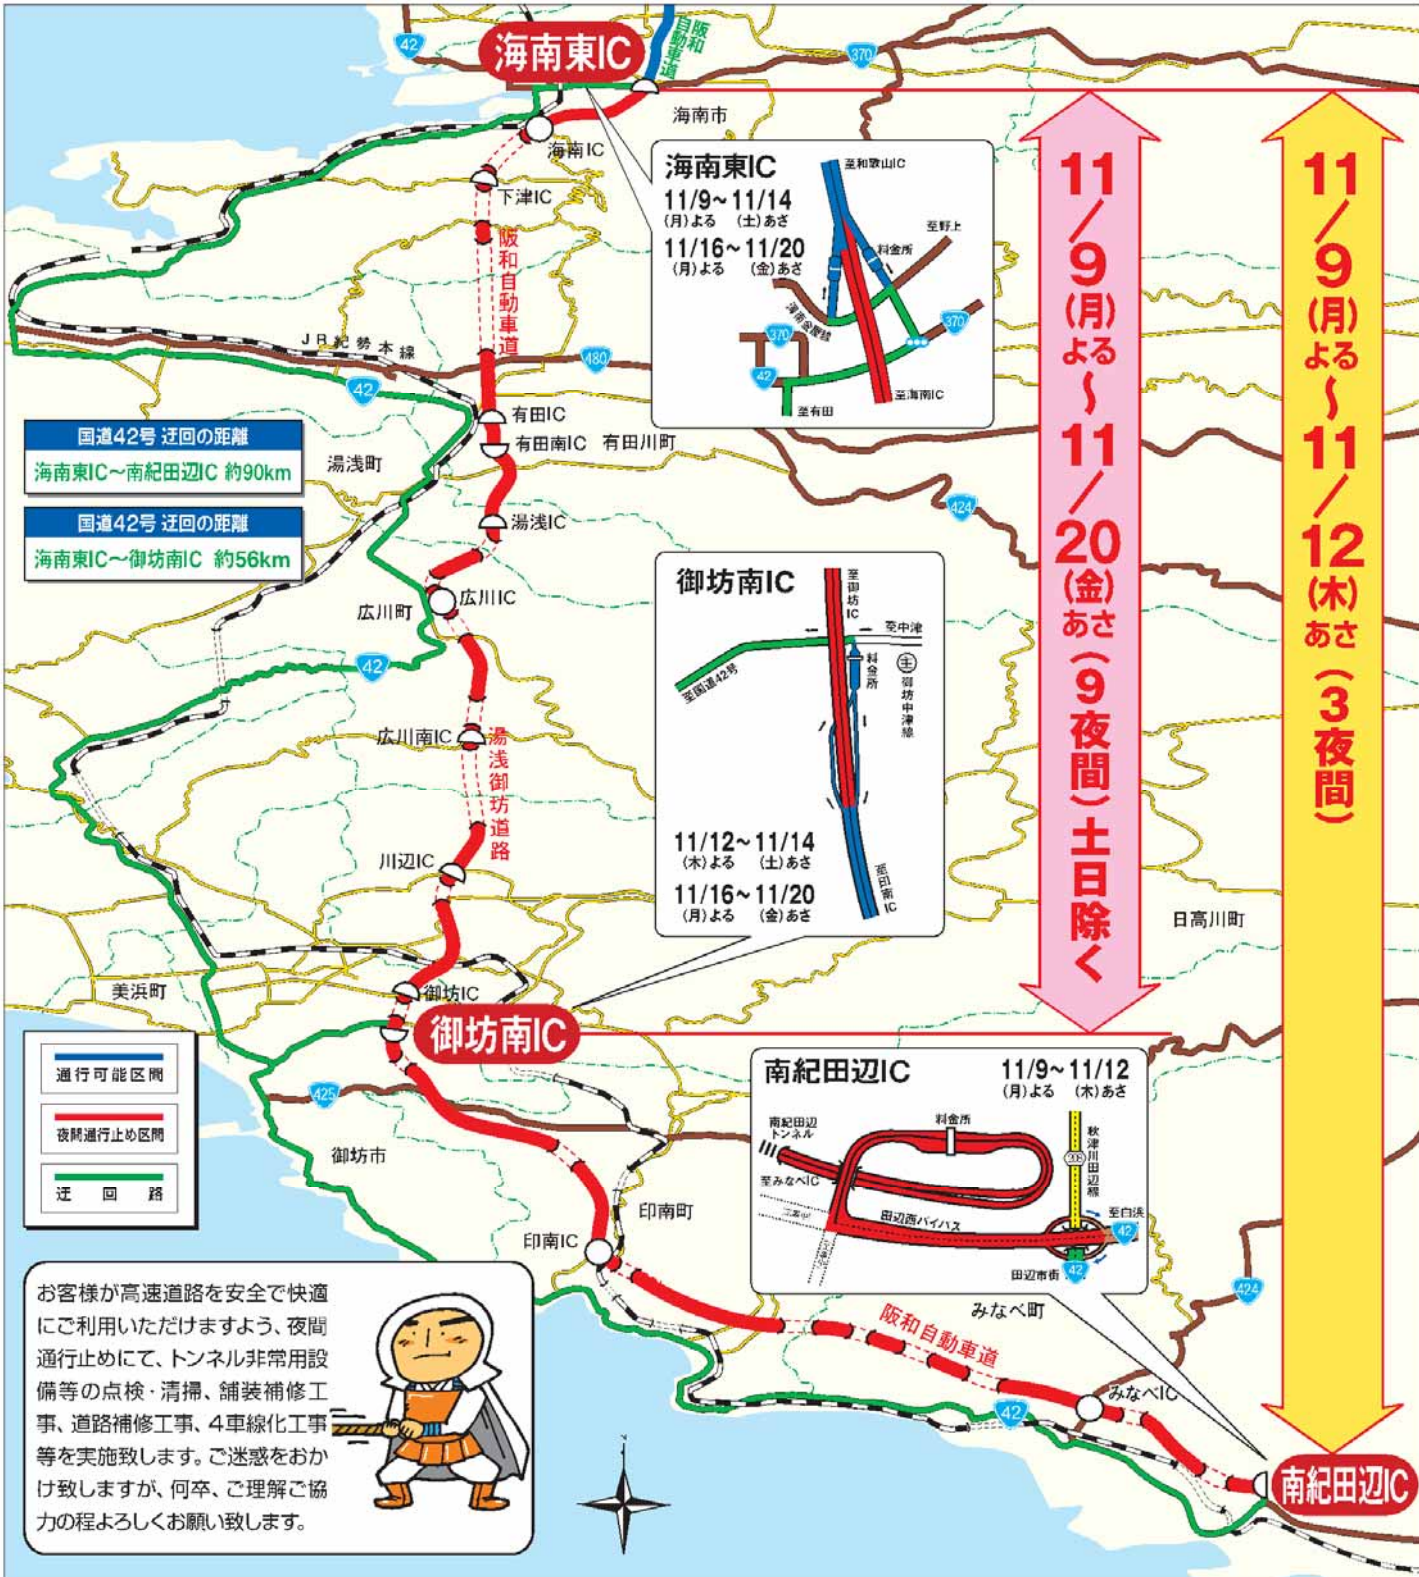 42
海南東IC
阪和自動車道
370
海南市
海南IC
下津IC
阪和自動車道
JR紀勢本線
480
42
有田IC
有田南IC
有田川町
湯浅町
国道42号 迂回の距離
海南東IC～南紀田辺IC 約90km
国道42号 迂回の距離
海南東IC～御坊南IC 約56km
湯浅IC
424
広川IC
広川町
42
広川南IC
湯浅御坊道路
川辺IC
日高川町
御坊IC
美浜町
御坊南IC
425
御坊市
印南町
印南IC
みなべ町
424
阪和自動車道
みなべIC
42
南紀田辺IC
海南東IC
11/9～11/14
(月)よる (土)あさ
11/16～11/20
(月)よる (金)あさ
至和歌山IC
至野上
料金所
海南金屋線
370
370
42
至有田
至海南IC
御坊南IC
至御坊IC
至中津
料金所
主
御坊中津線
至国道42号
11/12～11/14
(木)よる (土)あさ
11/16～11/20
(月)よる (金)あさ
至印南IC
南紀田辺IC
11/9～11/12
(月)よる (木)あさ
南紀田辺
トンネル
料金所
秋津川田辺線
208
至みなべIC
田辺西バイパス
至白浜
42
42
田辺市街
11/9(月)よる～11/20(金)あさ(9夜間)土日除く
11/9(月)よる～11/12(木)あさ(3夜間)
通行可能区間
夜間通行止め区間
迂回路
お客様が高速道路を安全で快適
にご利用いただけますよう、夜間
通行止めにて、トンネル非常用設
備等の点検・清掃、舗装補修工
事、道路補修工事、4車線化工事
等を実施致します。ご迷惑をおか
け致しますが、何卒、ご理解ご協
力の程よろしくお願い致します。